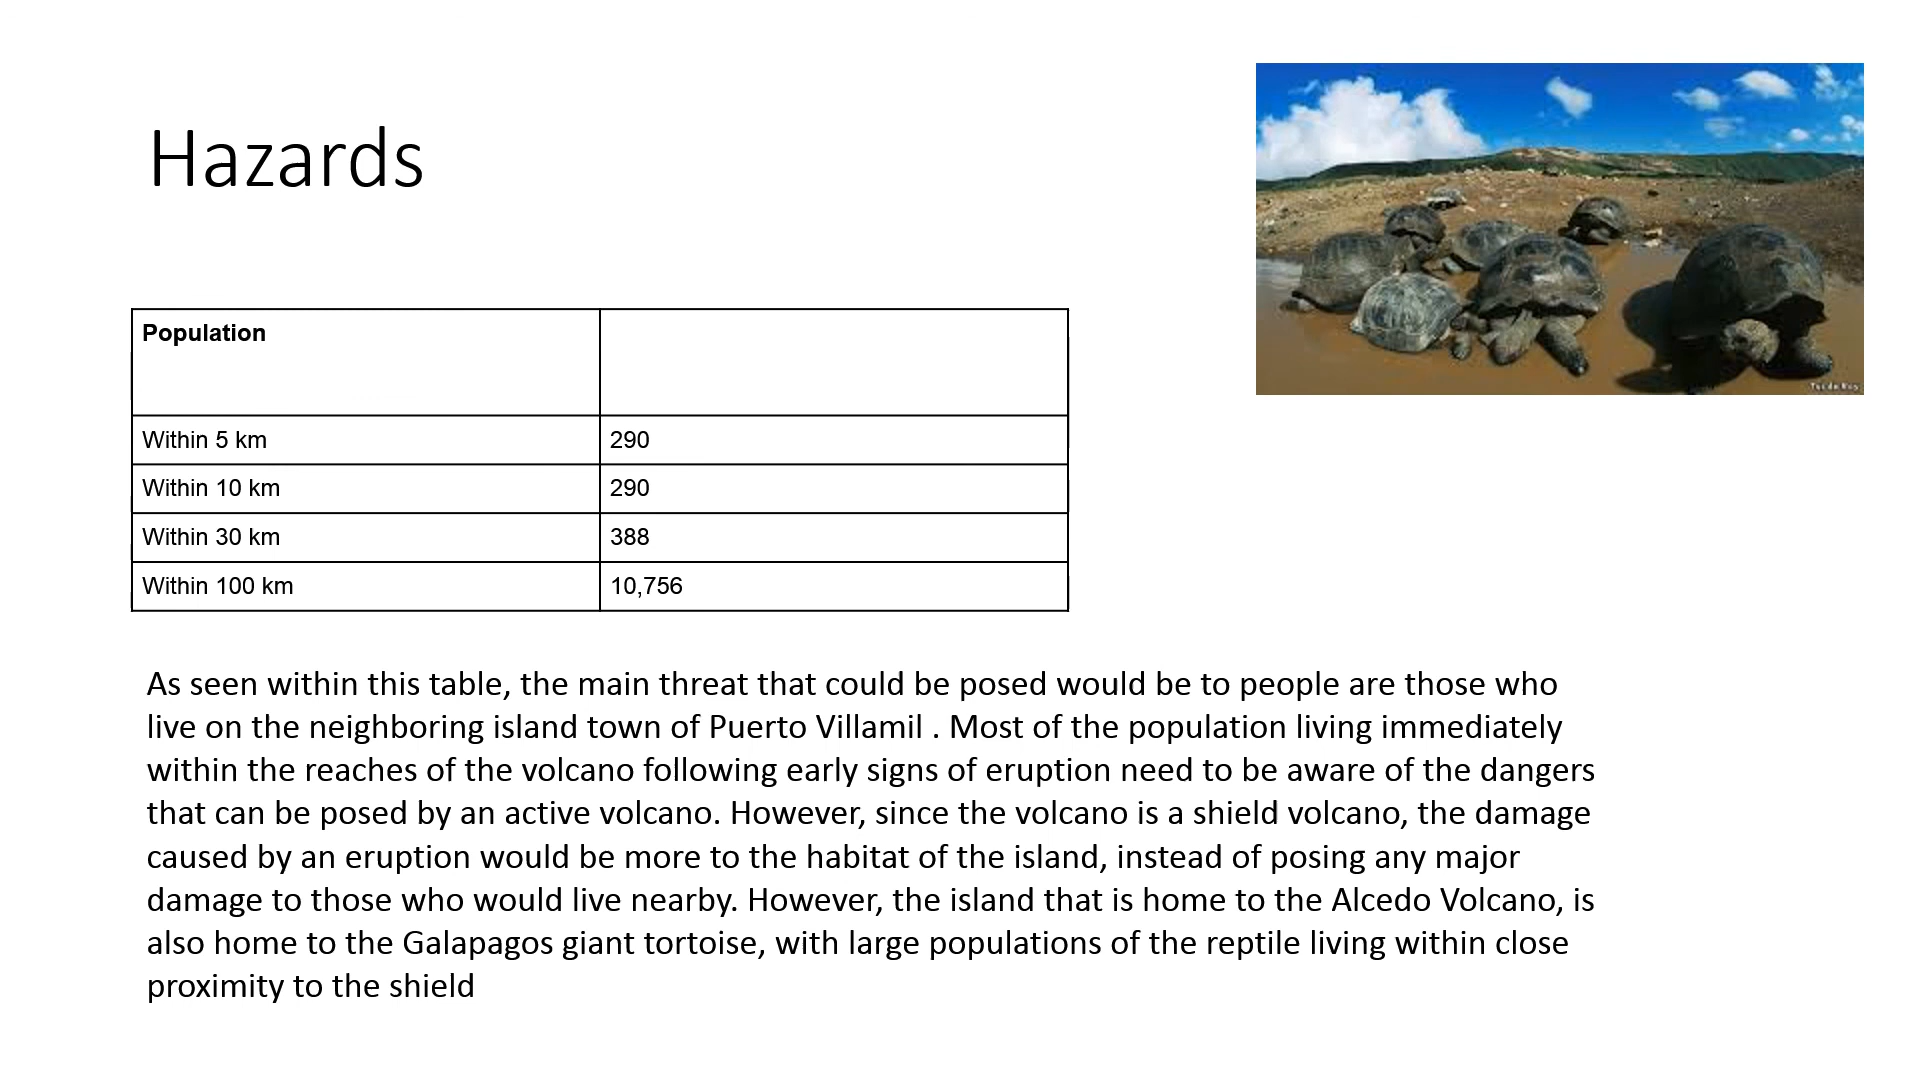 Hazards
Tui de Roy
Population
Within 5 km 290
Within 10 km 290
Within 30 km 388
Within 100 km 10,756
As seen within this table, the main threat that could be posed would be to people are those who
live on the neighboring island town of Puerto Villamil . Most of the population living immediately
within the reaches of the volcano following early signs of eruption need to be aware of the dangers
that can be posed by an active volcano. However, since the volcano is a shield volcano, the damage
caused by an eruption would be more to the habitat of the island, instead of posing any major
damage to those who would live nearby. However, the island that is home to the Alcedo Volcano, is
also home to the Galapagos giant tortoise, with large populations of the reptile living within close
proximity to the shield